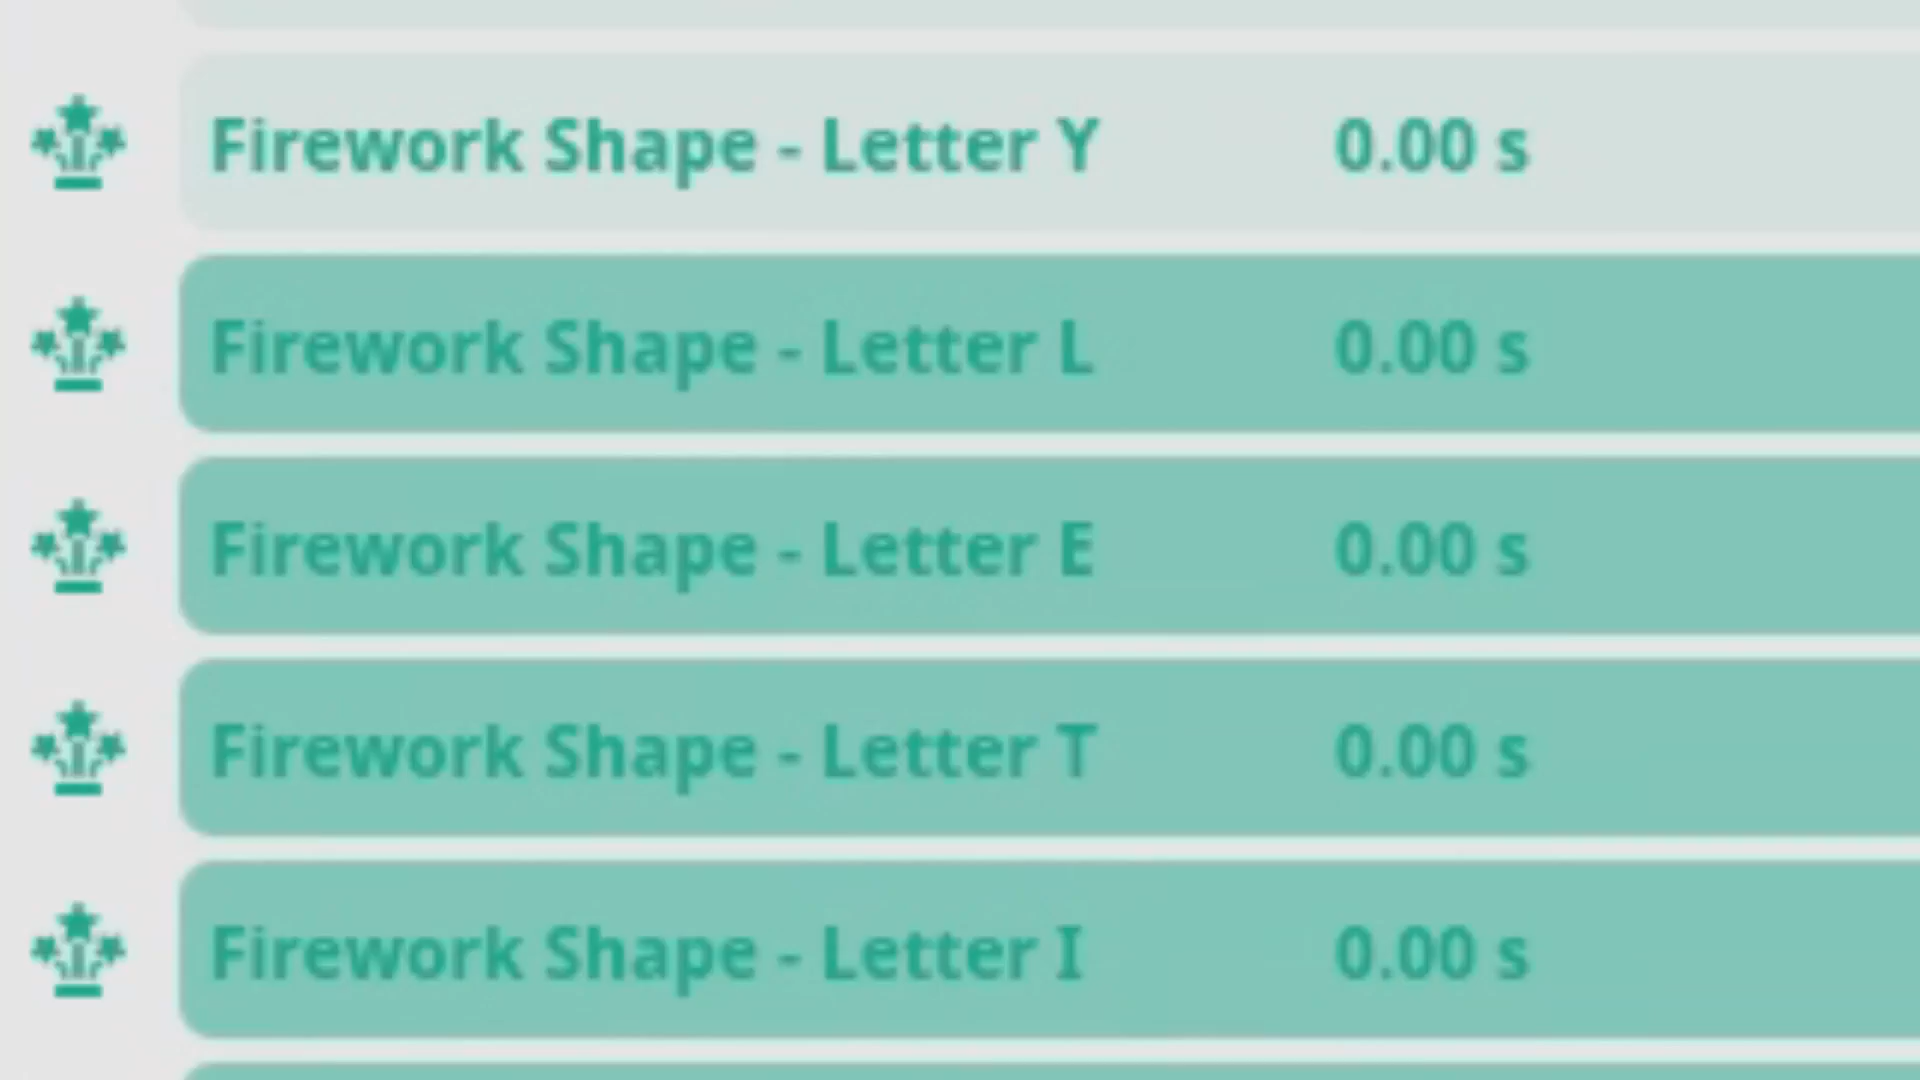 Firework Shape - Letter Y 0.00 s
Firework Shape - Letter L 0.00 s
Firework Shape - Letter E 0.00 s
Firework Shape - Letter T 0.00 s
Firework Shape - Letter I 0.00 s